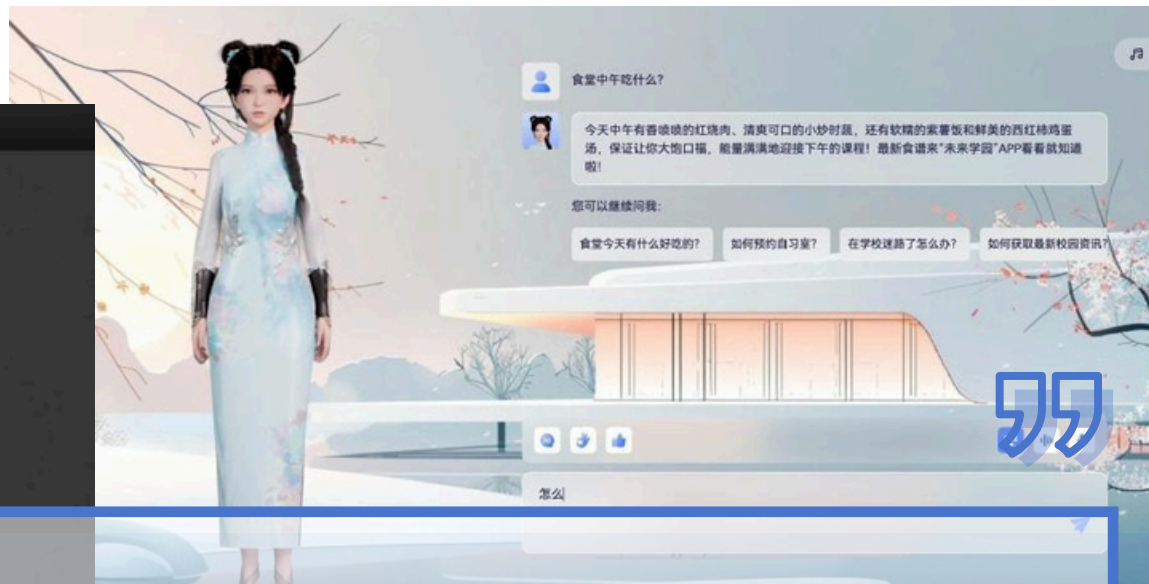 食堂中午吃什么?
今天中午有香喷喷的红烧肉、清爽可口的小炒时蔬，还有软糯的紫薯饭和鲜美的西红柿鸡蛋
汤，保证让你大饱口福，能量满满地迎接下午的课程！最新食谱来"未来学园"APP看看就知道
啦！
您可以继续问我:
食堂今天有什么好吃的?
如何预约自习室?
在学校迷路了怎么办?
如何获取最新校园资讯?
怎么